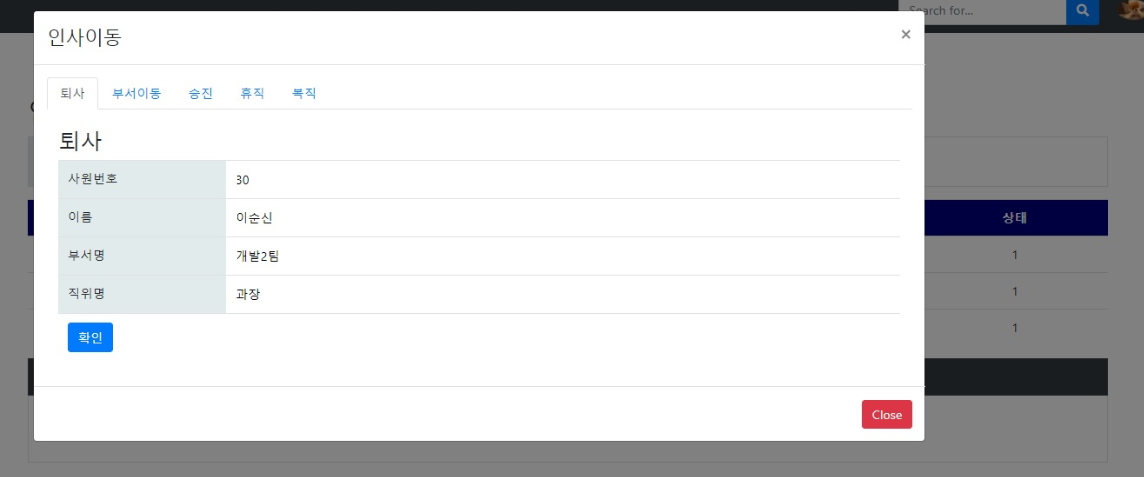 Search for...
인사이동 ×
퇴사 부서이동 승진 휴직 복직
퇴사
사원번호 30
이름 이순신
부서명 개발2팀
직위명 과장
확인
Close
상태
1
1
1